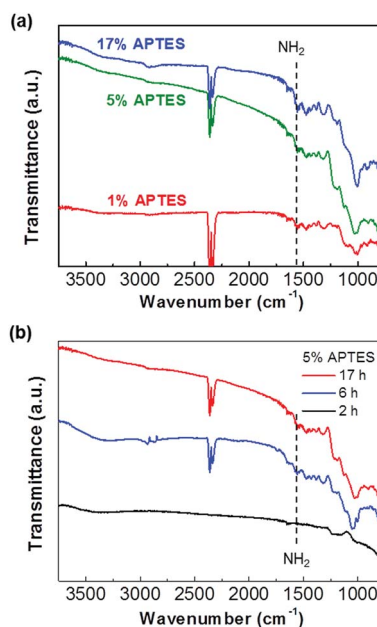 (a)
17% APTES
NH2
5% APTES
1% APTES
Transmittance (a.u.)
3500 3000 2500 2000 1500 1000
Wavenumber (cm-1)
(b)
5% APTES
17 h
6 h
2 h
Transmittance (a.u.)
NH2
3500 3000 2500 2000 1500 1000
Wavenumber (cm-1)